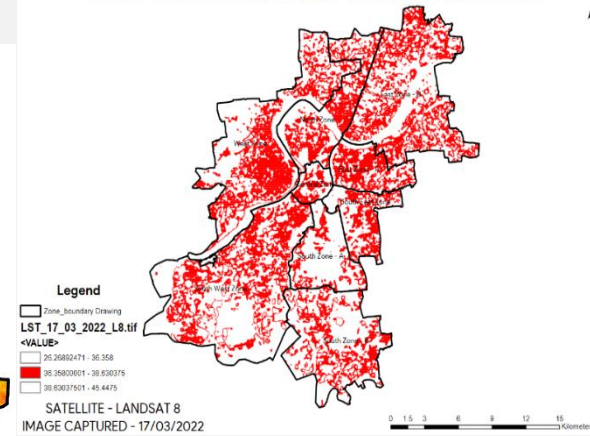 West Zone
South Zone - A
South West Zone
Legend
Zone_boundary Drawing
LST_17_03_2022_L8.tif
<VALUE>
26.26892471 - 36.358
36.35800001 - 38.630375
38.63037501 - 45.4475
SATELLITE - LANDSAT 8
IMAGE CAPTURED - 17/03/2022
0 1.5 3 6 9 12 15
Kilometers